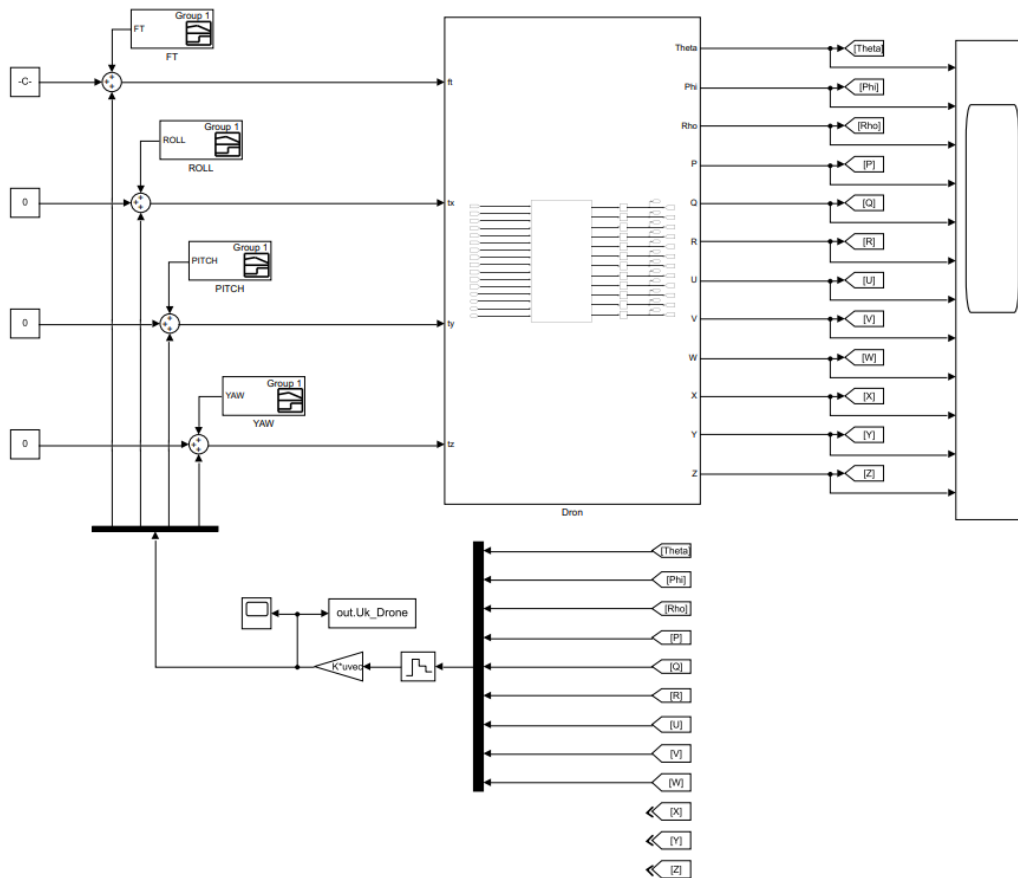 Group 1
FT
FT
-C-
ft
Group 1
ROLL
ROLL
0
tx
Group 1
PITCH
PITCH
0
ty
Group 1
YAW
YAW
0
tz
Theta
Phi
Rho
P
Q
R
U
V
W
X
Y
Z
Dron
[Theta]
[Phi]
[Rho]
[P]
[Q]
[R]
[U]
[V]
[W]
[X]
[Y]
[Z]
out.Uk_Drone
K*uvec
[Theta]
[Phi]
[Rho]
[P]
[Q]
[R]
[U]
[V]
[W]
[X]
[Y]
[Z]